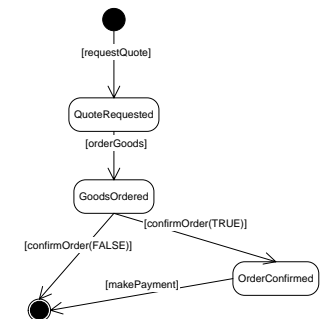 [requestQuote]
QuoteRequested
[orderGoods]
GoodsOrdered
[confirmOrder(TRUE)]
[confirmOrder(FALSE)]
OrderConfirmed
[makePayment]